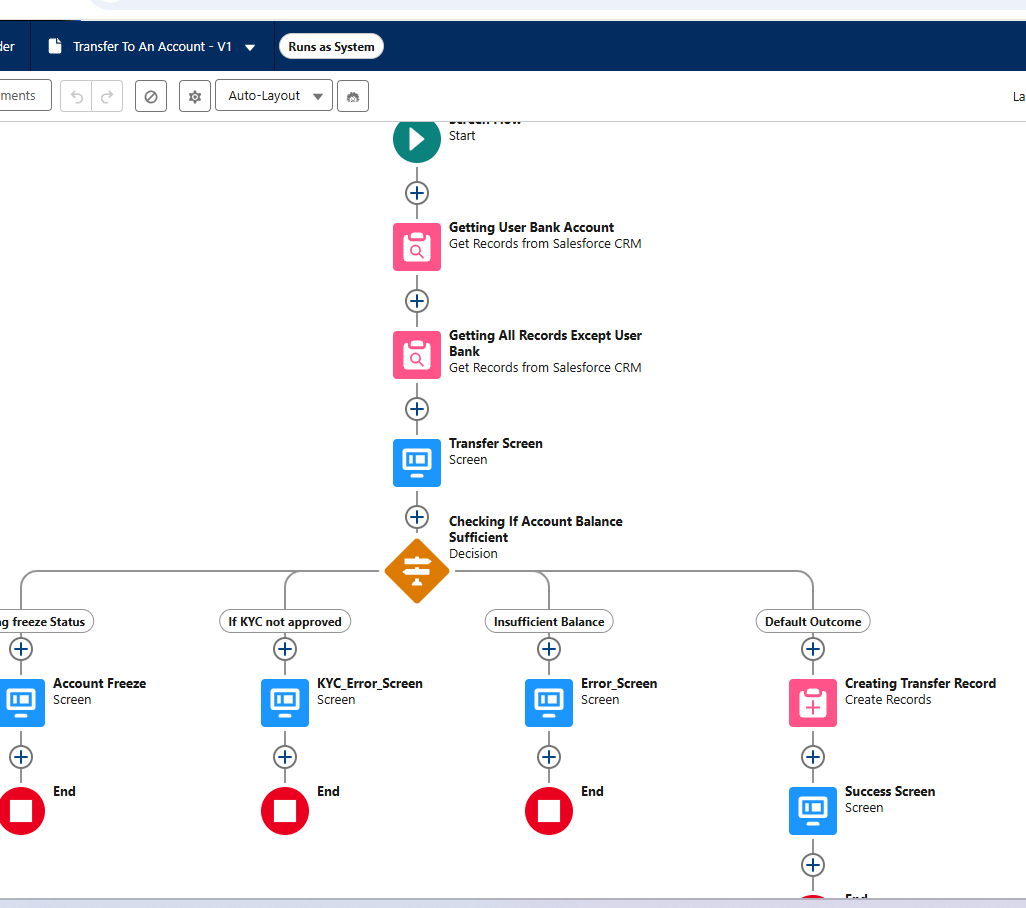 der
Transfer To An Account - V1
Runs as System
ments
Auto-Layout
La
Screen Flow
Start
Getting User Bank Account
Get Records from Salesforce CRM
Getting All Records Except User
Bank
Get Records from Salesforce CRM
Transfer Screen
Screen
Checking If Account Balance
Sufficient
Decision
g freeze Status
If KYC not approved
Insufficient Balance
Default Outcome
Account Freeze
Screen
KYC_Error_Screen
Screen
Error_Screen
Screen
Creating Transfer Record
Create Records
End
End
End
Success Screen
Screen
End